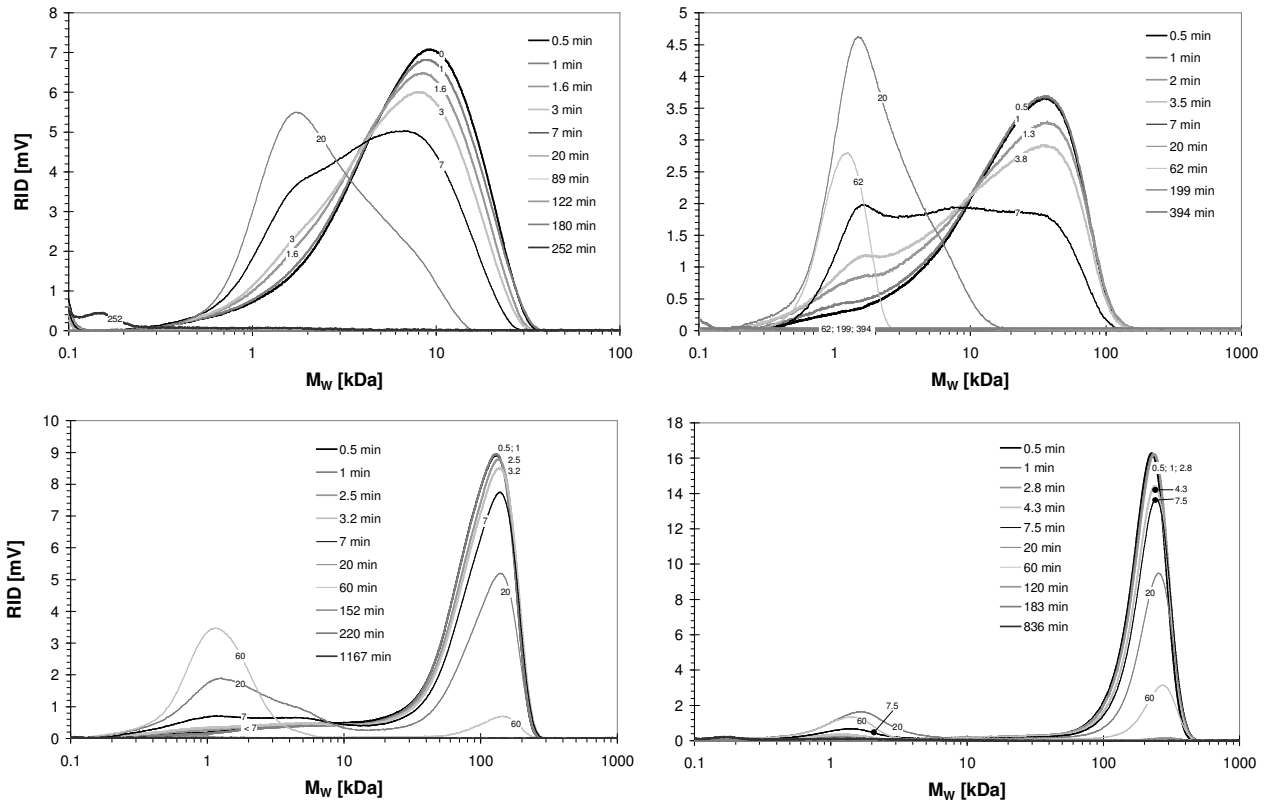 8
7
6
5
4
3
2
1
0
RID [mV]
0.1
1
10
100
M_W [kDa]
0.5 min
1 min
1.6 min
3 min
7 min
20 min
89 min
122 min
180 min
252 min
0
1
1.6
3
7
20
3
1.6
252
5
4.5
4
3.5
3
2.5
2
1.5
1
0.5
0
0.1
1
10
100
1000
M_W [kDa]
0.5 min
1 min
2 min
3.5 min
7 min
20 min
62 min
199 min
394 min
20
0.5
1
1.3
3.8
62
7
62; 199; 394
10
9
8
7
6
5
4
3
2
1
0
RID [mV]
0.1
1
10
100
1000
M_W [kDa]
0.5 min
1 min
2.5 min
3.2 min
7 min
20 min
60 min
152 min
220 min
1167 min
0.5; 1
2.5
3.2
7
20
60
20
7
< 7
60
18
16
14
12
10
8
6
4
2
0
0.1
1
10
100
1000
M_W [kDa]
0.5 min
1 min
2.8 min
4.3 min
7.5 min
20 min
60 min
120 min
183 min
836 min
0.5; 1; 2.8
4.3
7.5
20
60
7.5
60
20